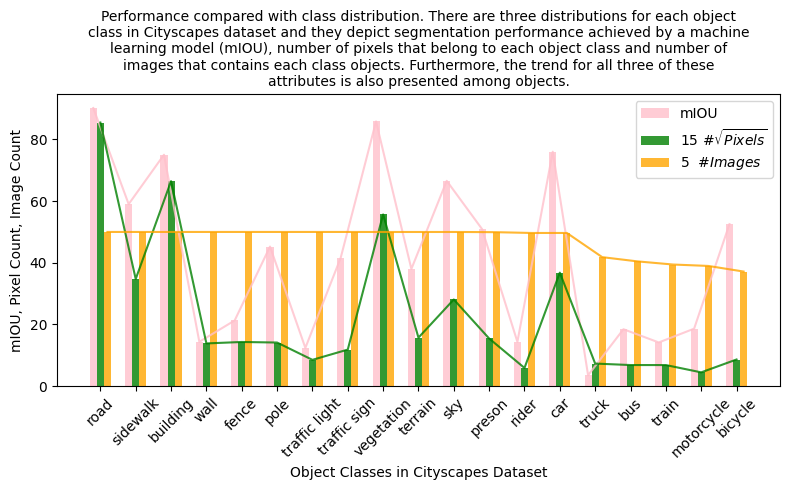 Performance compared with class distribution. There are three distributions for each object
class in Cityscapes dataset and they depict segmentation performance achieved by a machine
learning model (mIOU), number of pixels that belong to each object class and number of
images that contains each class objects. Furthermore, the trend for all three of these
attributes is also presented among objects.
mIOU
15 #√Pixels
5 #Images
mIOU, Pixel Count, Image Count
80
60
40
20
0
road
sidewalk
building
wall
fence
pole
traffic light
traffic sign
vegetation
terrain
sky
preson
rider
car
truck
bus
train
motorcycle
bicycle
Object Classes in Cityscapes Dataset